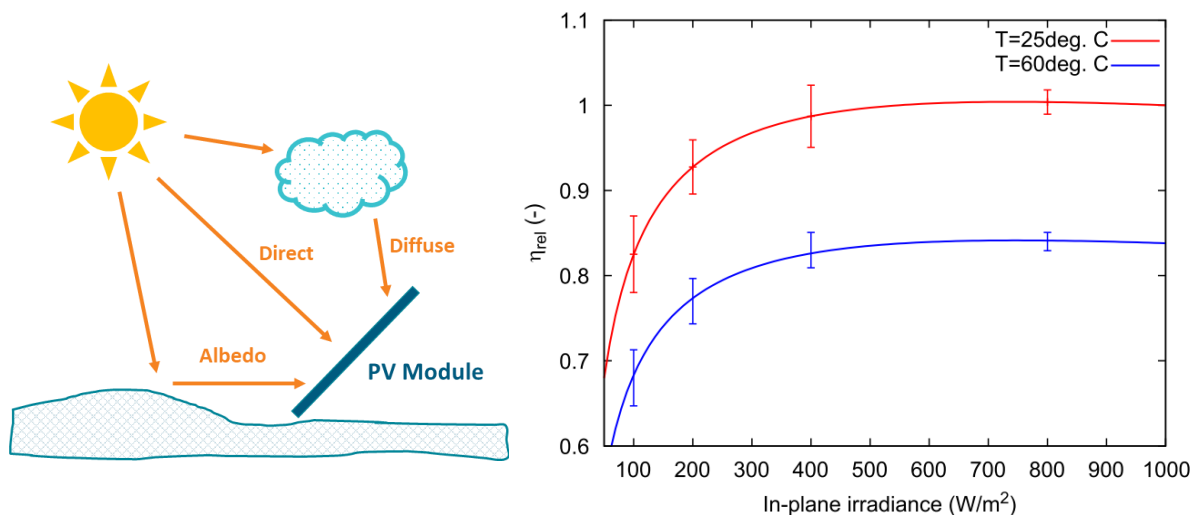 Direct
Diffuse
Albedo
PV Module
T=25deg. C
T=60deg. C
1.1
1
0.9
0.8
0.7
0.6
ηrel (-)
100 200 300 400 500 600 700 800 900 1000
In-plane irradiance (W/m²)